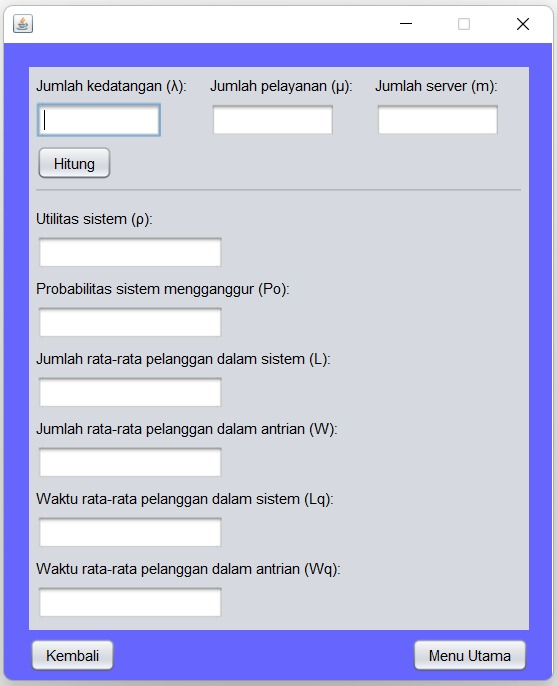 Jumlah kedatangan (λ): Jumlah pelayanan (μ): Jumlah server (m):
Hitung
Utilitas sistem (ρ):
Probabilitas sistem mengganggur (Po):
Jumlah rata-rata pelanggan dalam sistem (L):
Jumlah rata-rata pelanggan dalam antrian (W):
Waktu rata-rata pelanggan dalam sistem (Lq):
Waktu rata-rata pelanggan dalam antrian (Wq):
Kembali Menu Utama